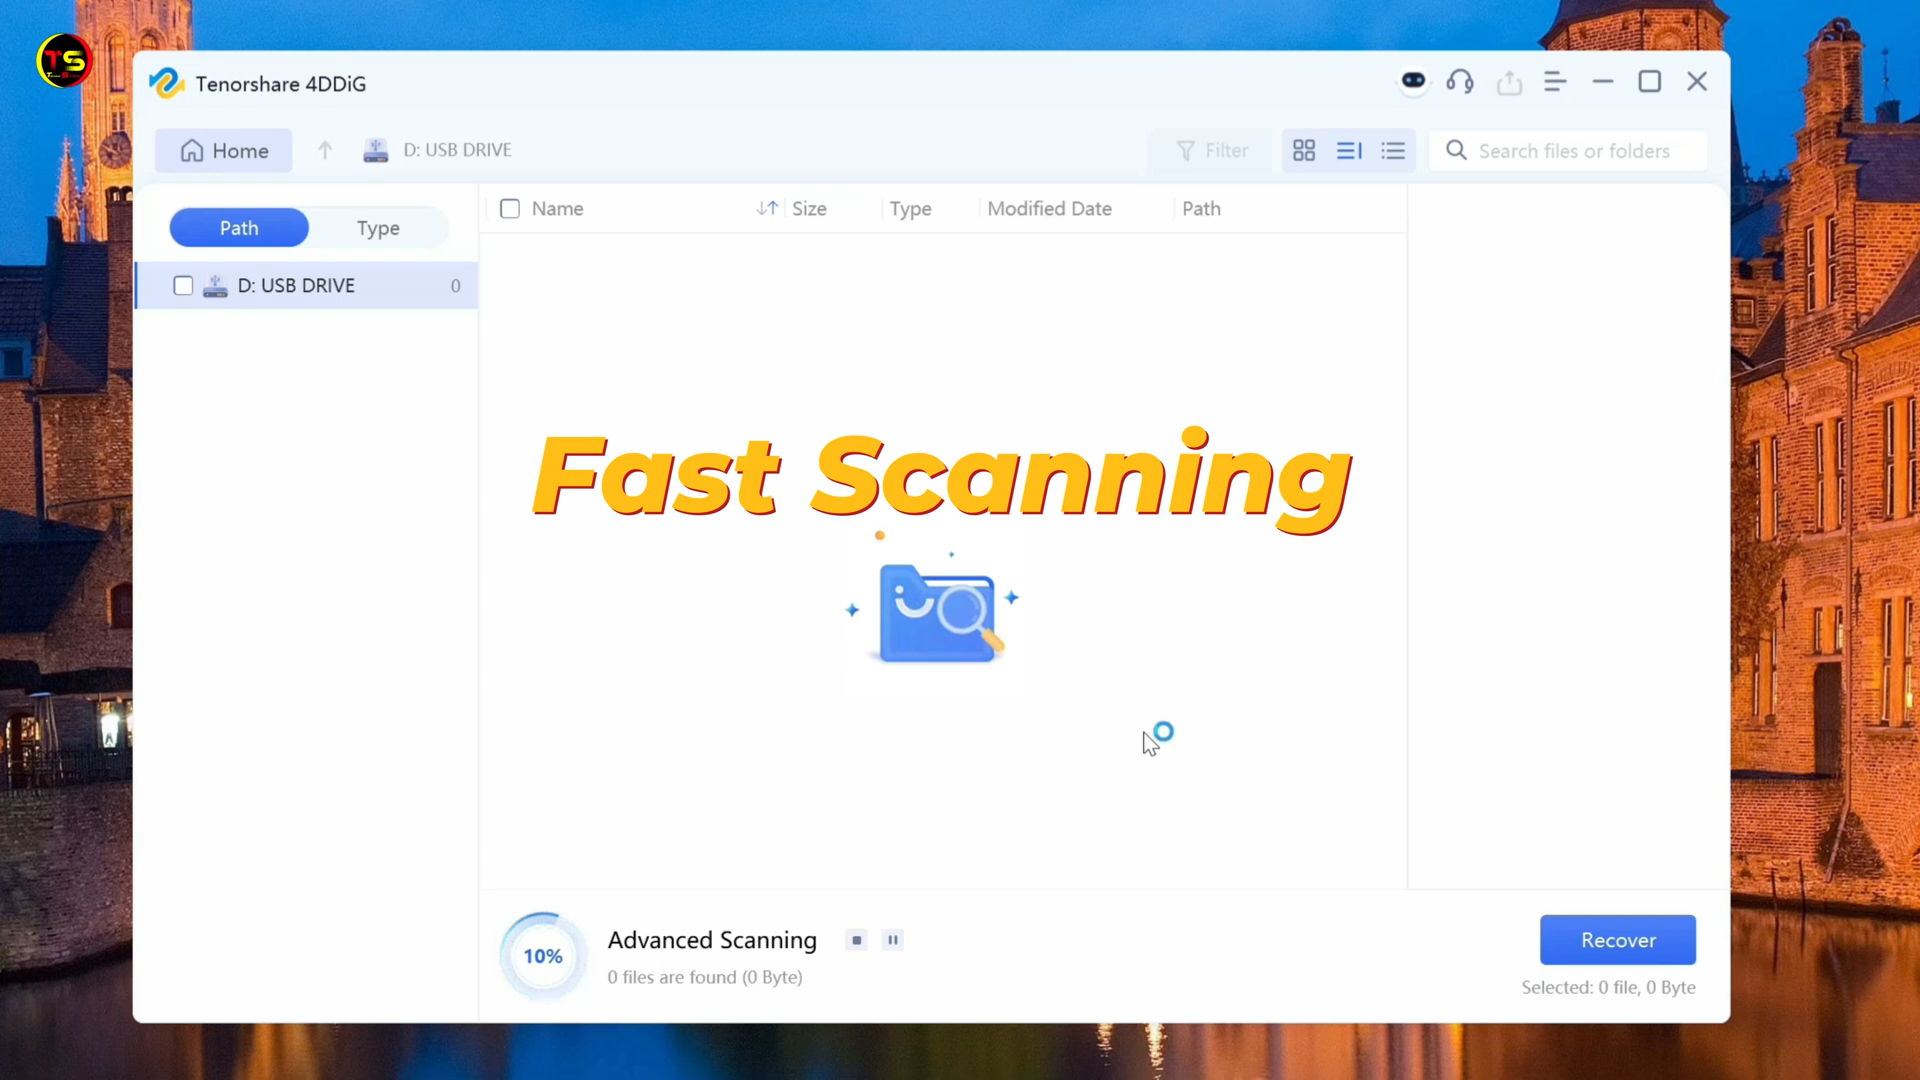 TS
Tenorshare 4DDiG
Home
D: USB DRIVE
Filter
Search files or folders
Path
Type
Name
Size
Type
Modified Date
Path
D: USB DRIVE
0
Fast Scanning
10%
Advanced Scanning
0 files are found (0 Byte)
Recover
Selected: 0 file, 0 Byte